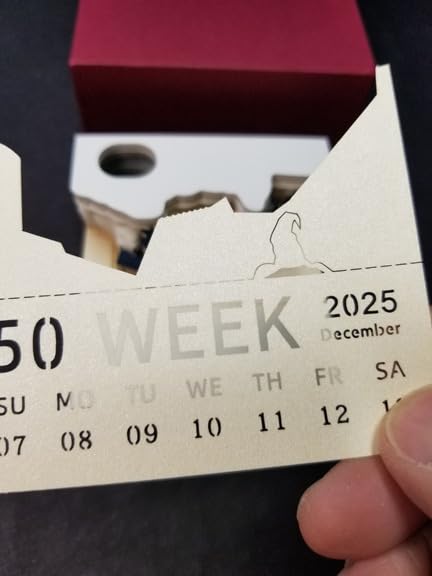 50 WEEK 2025
December
SU MO TU WE TH FR SA
07 08 09 10 11 12